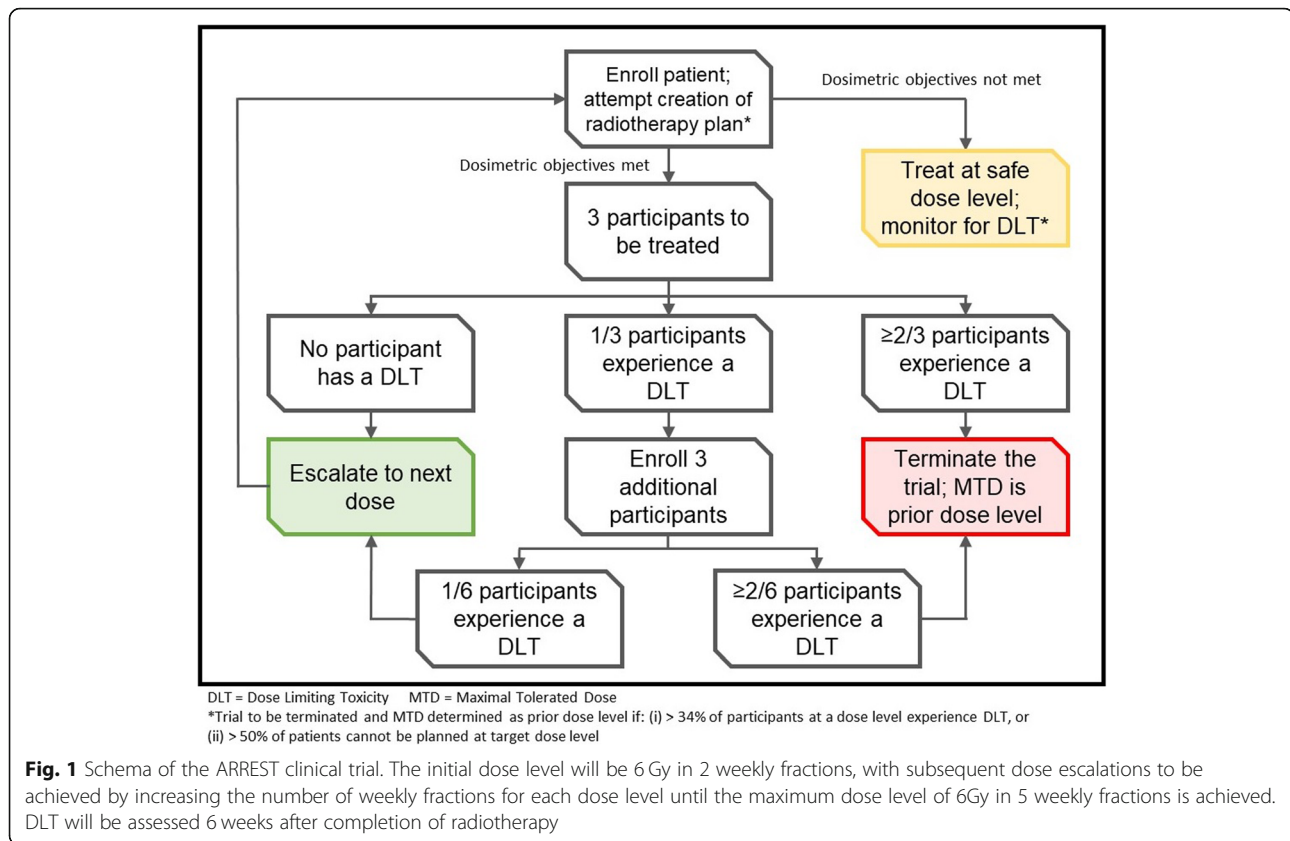 Enroll patient;
attempt creation of
radiotherapy plan*
Dosimetric objectives not met
Dosimetric objectives met
Treat at safe
dose level;
monitor for DLT*
3 participants to
be treated
No participant
has a DLT
1/3 participants
experience a
DLT
≥2/3 participants
experience a
DLT
Escalate to next
dose
Enroll 3
additional
participants
Terminate the
trial; MTD is
prior dose level
1/6 participants
experience a
DLT
≥2/6 participants
experience a
DLT
DLT = Dose Limiting Toxicity MTD = Maximal Tolerated Dose
*Trial to be terminated and MTD determined as prior dose level if: (i) > 34% of participants at a dose level experience DLT, or
(ii) > 50% of patients cannot be planned at target dose level
Fig. 1 Schema of the ARREST clinical trial. The initial dose level will be 6 Gy in 2 weekly fractions, with subsequent dose escalations to be
achieved by increasing the number of weekly fractions for each dose level until the maximum dose level of 6Gy in 5 weekly fractions is achieved.
DLT will be assessed 6 weeks after completion of radiotherapy